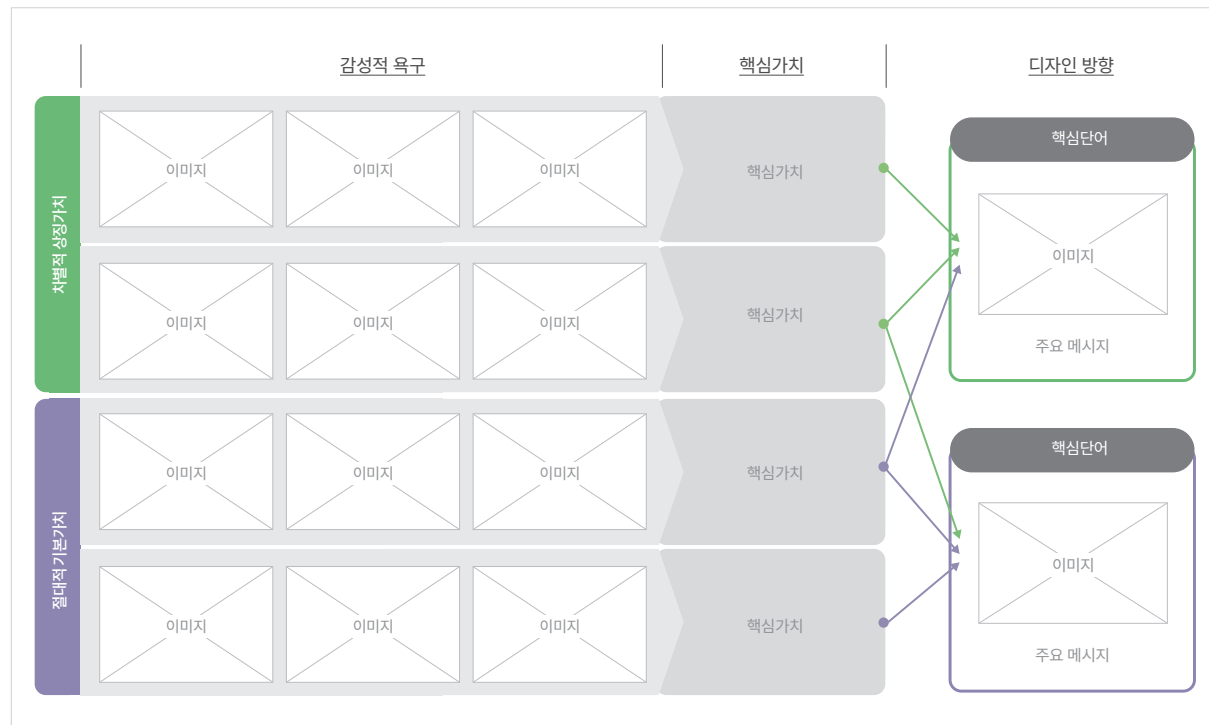 감성적 욕구
핵심가치
디자인 방향
차별적 상징가치
이미지
이미지
이미지
핵심가치
이미지
이미지
이미지
핵심가치
절대적 기본가치
이미지
이미지
이미지
핵심가치
이미지
이미지
이미지
핵심가치
핵심단어
이미지
주요 메시지
핵심단어
이미지
주요 메시지